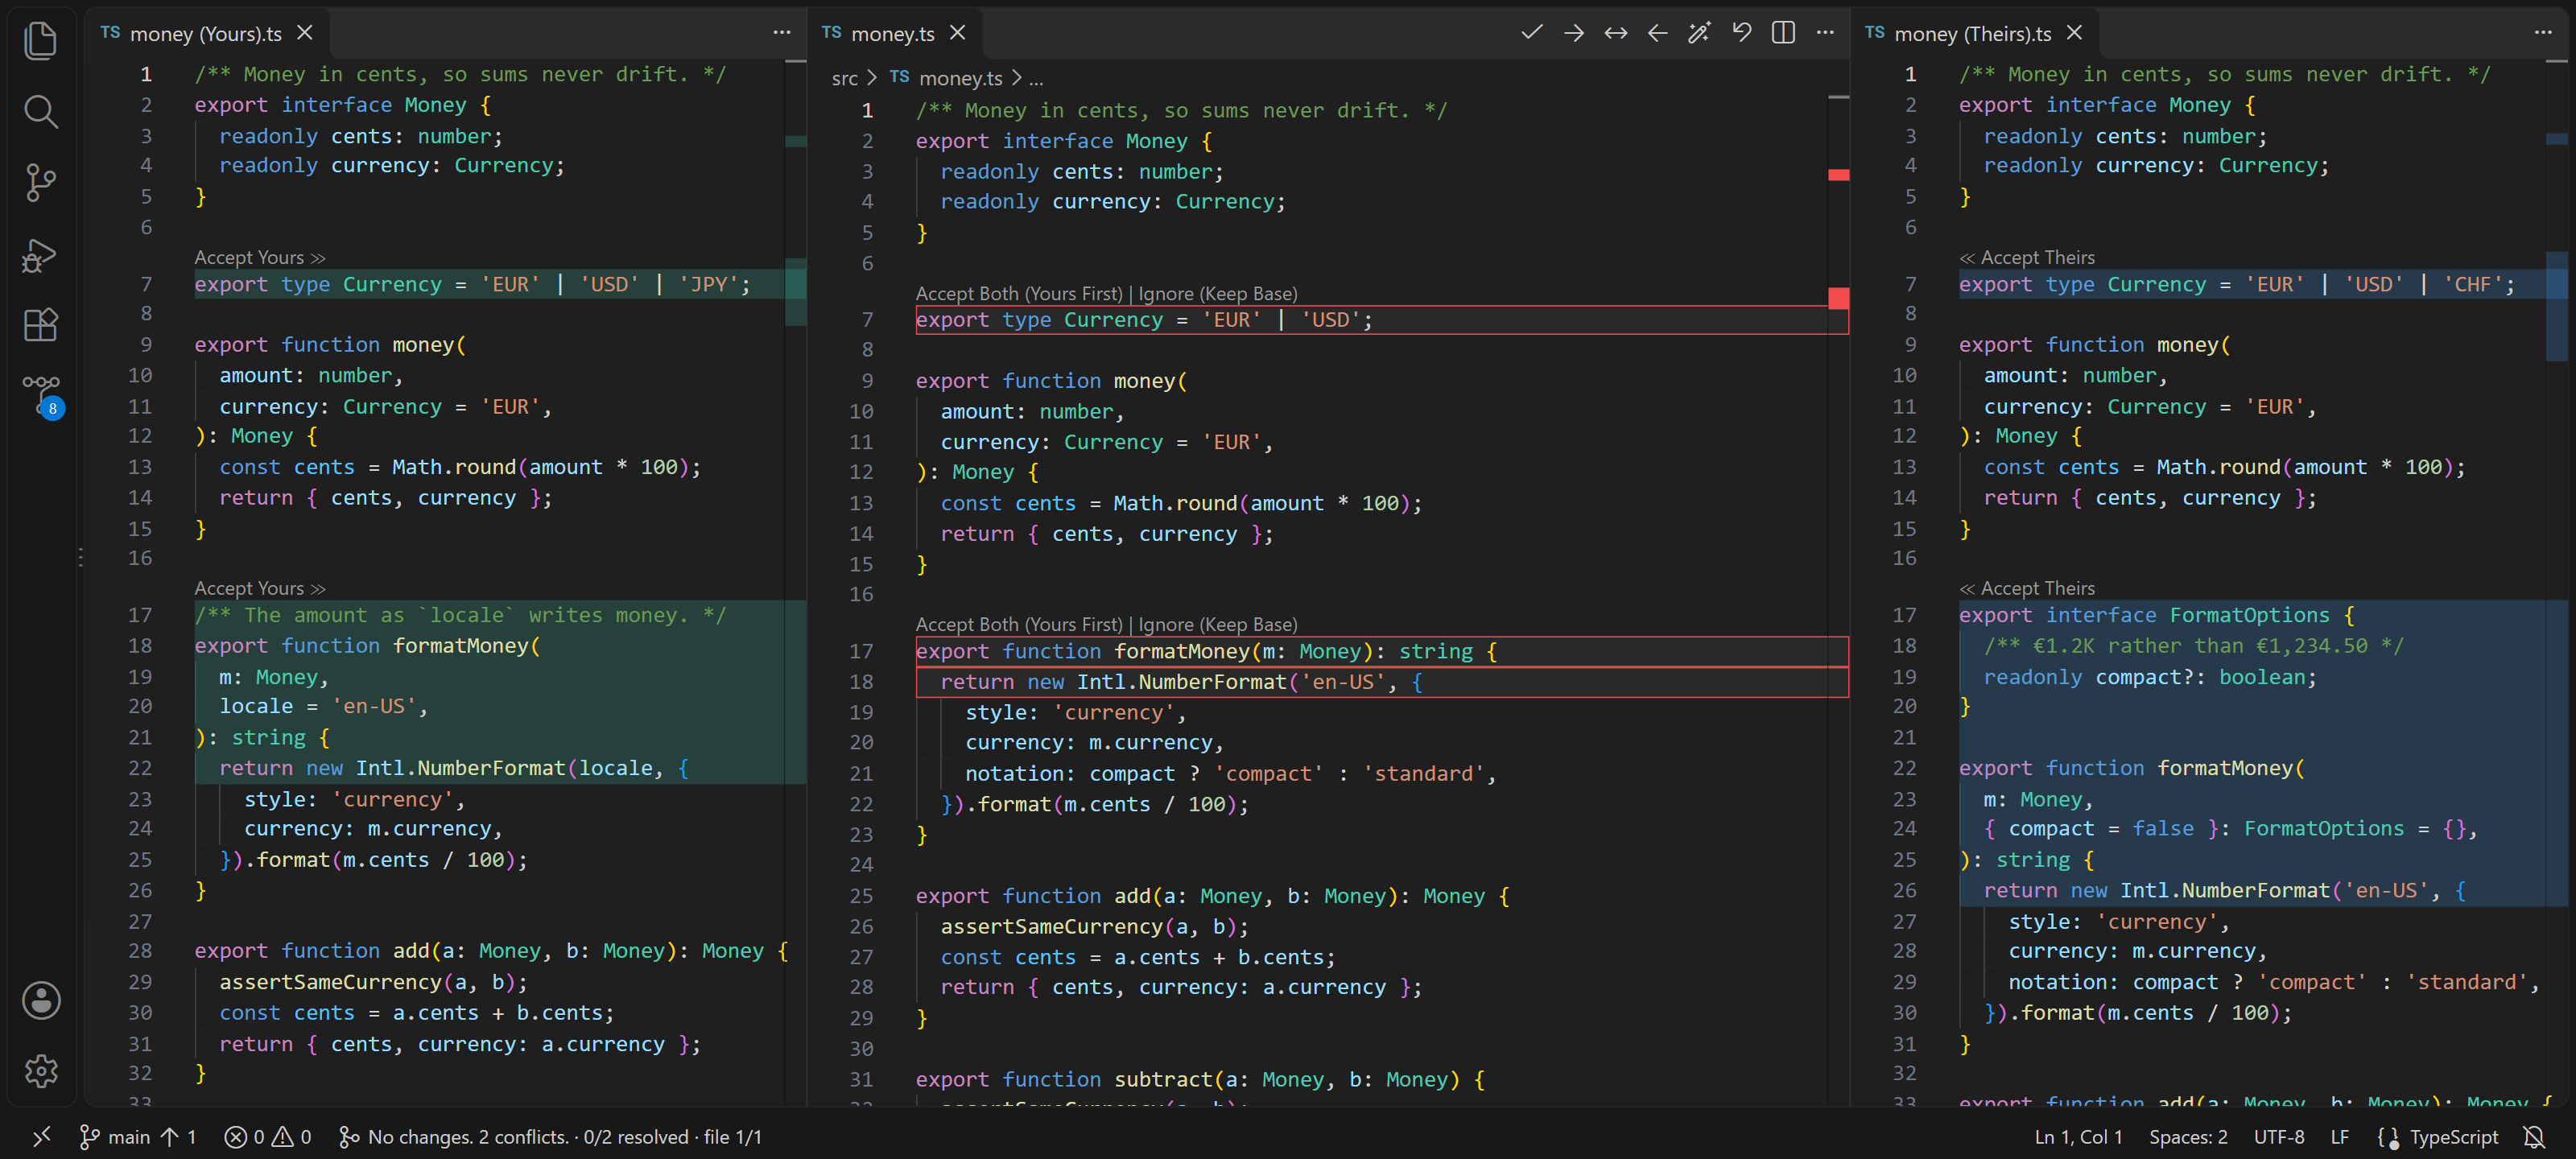 TS money (Yours).ts
1 /** Money in cents, so sums never drift. */
2 export interface Money {
3 readonly cents: number;
4 readonly currency: Currency;
5 }
6
Accept Yours >>
7 export type Currency = 'EUR' | 'USD' | 'JPY';
8
9 export function money(
10 amount: number,
11 currency: Currency = 'EUR',
12 ): Money {
13 const cents = Math.round(amount * 100);
14 return { cents, currency };
15 }
16
Accept Yours >>
17 /** The amount as `locale` writes money. */
18 export function formatMoney(
19 m: Money,
20 locale = 'en-US',
21 ): string {
22 return new Intl.NumberFormat(locale, {
23 style: 'currency',
24 currency: m.currency,
25 }).format(m.cents / 100);
26 }
27
28 export function add(a: Money, b: Money): Money {
29 assertSameCurrency(a, b);
30 const cents = a.cents + b.cents;
31 return { cents, currency: a.currency };
32 }
33
TS money.ts
src > TS money.ts > ...
1 /** Money in cents, so sums never drift. */
2 export interface Money {
3 readonly cents: number;
4 readonly currency: Currency;
5 }
6
Accept Both (Yours First) | Ignore (Keep Base)
7 export type Currency = 'EUR' | 'USD';
8
9 export function money(
10 amount: number,
11 currency: Currency = 'EUR',
12 ): Money {
13 const cents = Math.round(amount * 100);
14 return { cents, currency };
15 }
16
Accept Both (Yours First) | Ignore (Keep Base)
17 export function formatMoney(m: Money): string {
18 return new Intl.NumberFormat('en-US', {
19 style: 'currency',
20 currency: m.currency,
21 notation: compact ? 'compact' : 'standard',
22 }).format(m.cents / 100);
23 }
24
25 export function add(a: Money, b: Money): Money {
26 assertSameCurrency(a, b);
27 const cents = a.cents + b.cents;
28 return { cents, currency: a.currency };
29 }
30
31 export function subtract(a: Money, b: Money) {
32 assertSameCurrency(a, b);
TS money (Theirs).ts
1 /** Money in cents, so sums never drift. */
2 export interface Money {
3 readonly cents: number;
4 readonly currency: Currency;
5 }
6
<< Accept Theirs
7 export type Currency = 'EUR' | 'USD' | 'CHF';
8
9 export function money(
10 amount: number,
11 currency: Currency = 'EUR',
12 ): Money {
13 const cents = Math.round(amount * 100);
14 return { cents, currency };
15 }
16
<< Accept Theirs
17 export interface FormatOptions {
18 /** €1.2K rather than €1,234.50 */
19 readonly compact?: boolean;
20 }
21
22 export function formatMoney(
23 m: Money,
24 { compact = false }: FormatOptions = {},
25 ): string {
26 return new Intl.NumberFormat('en-US', {
27 style: 'currency',
28 currency: m.currency,
29 notation: compact ? 'compact' : 'standard',
30 }).format(m.cents / 100);
31 }
32
33 export function add(a: Money, b: Money): Money {
8
main ↑ 1 0 0 No changes. 2 conflicts. · 0/2 resolved · file 1/1
Ln 1, Col 1 Spaces: 2 UTF-8 LF { } TypeScript